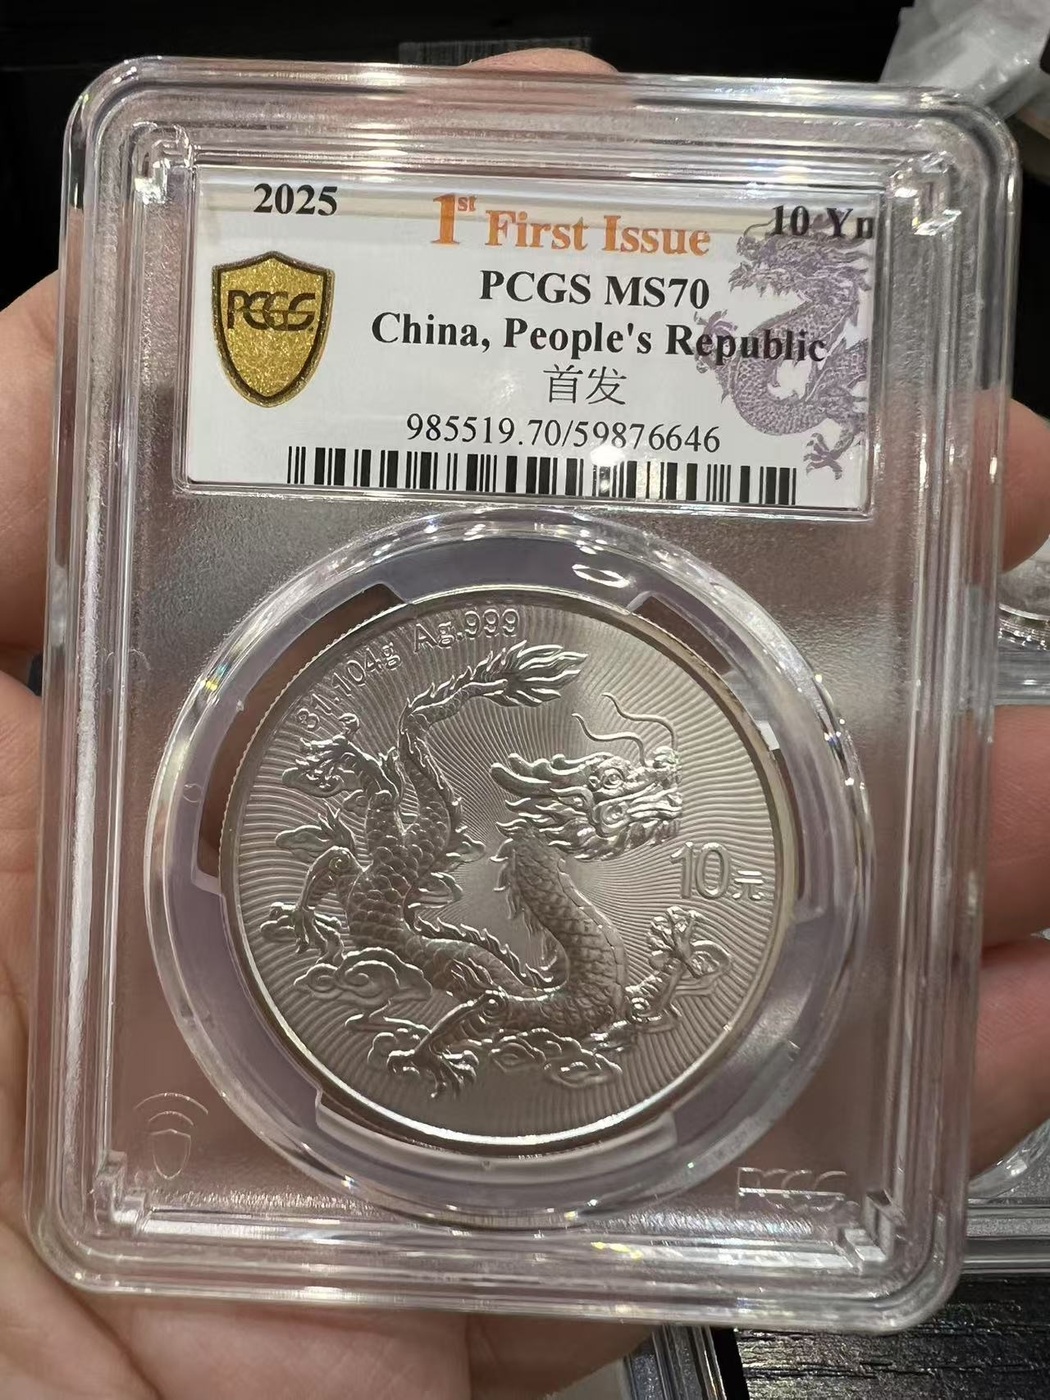 2025 1st First Issue 10 Yn
PCGS
PCGS MS70
China, People's Republic
首发
985519.70/59876646
31.104g Ag.999
10元
PCGS